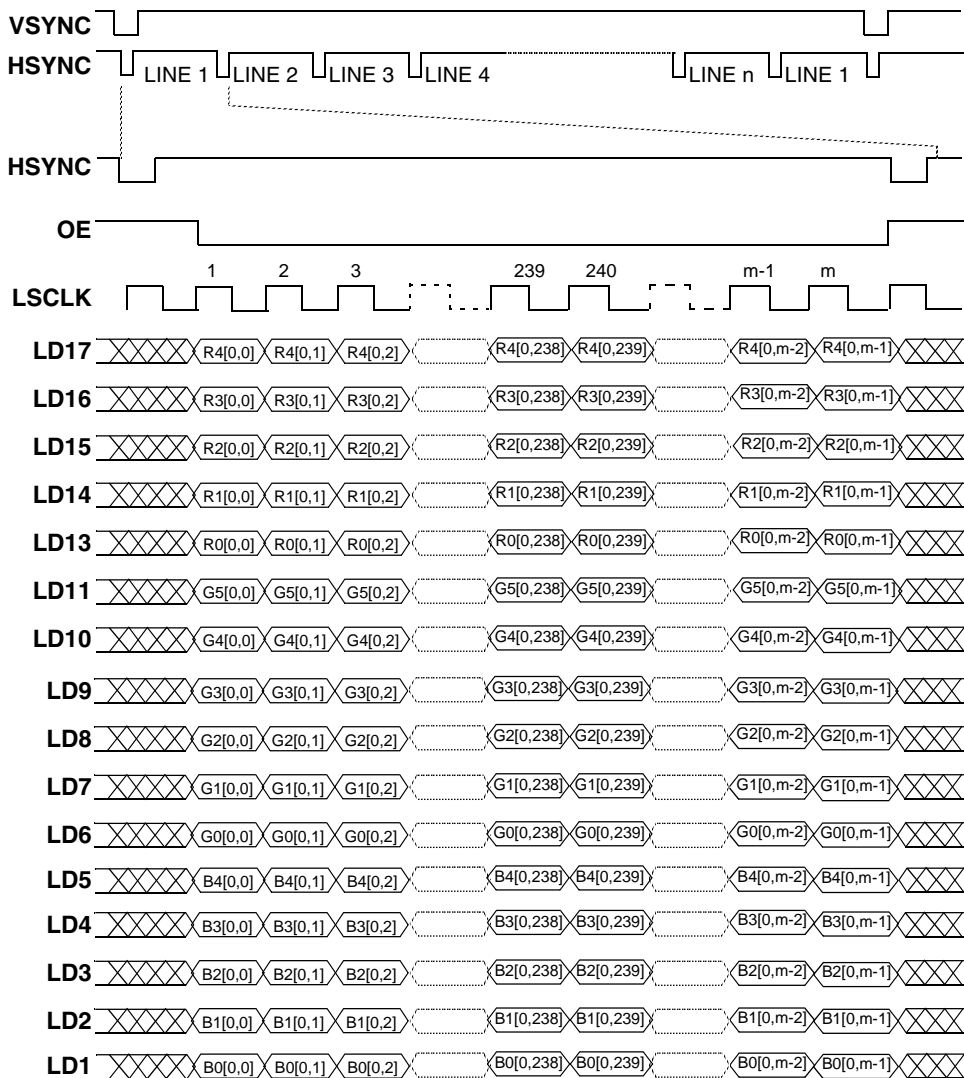 VSYNC
HSYNC LINE 1 LINE 2 LINE 3 LINE 4 LINE n LINE 1
HSYNC
OE
1 2 3 239 240 m-1 m
LSCLK
LD17 R4[0,0] R4[0,1] R4[0,2] R4[0,238] R4[0,239] R4[0,m-2] R4[0,m-1]
LD16 R3[0,0] R3[0,1] R3[0,2] R3[0,238] R3[0,239] R3[0,m-2] R3[0,m-1]
LD15 R2[0,0] R2[0,1] R2[0,2] R2[0,238] R2[0,239] R2[0,m-2] R2[0,m-1]
LD14 R1[0,0] R1[0,1] R1[0,2] R1[0,238] R1[0,239] R1[0,m-2] R1[0,m-1]
LD13 R0[0,0] R0[0,1] R0[0,2] R0[0,238] R0[0,239] R0[0,m-2] R0[0,m-1]
LD11 G5[0,0] G5[0,1] G5[0,2] G5[0,238] G5[0,239] G5[0,m-2] G5[0,m-1]
LD10 G4[0,0] G4[0,1] G4[0,2] G4[0,238] G4[0,239] G4[0,m-2] G4[0,m-1]
LD9 G3[0,0] G3[0,1] G3[0,2] G3[0,238] G3[0,239] G3[0,m-2] G3[0,m-1]
LD8 G2[0,0] G2[0,1] G2[0,2] G2[0,238] G2[0,239] G2[0,m-2] G2[0,m-1]
LD7 G1[0,0] G1[0,1] G1[0,2] G1[0,238] G1[0,239] G1[0,m-2] G1[0,m-1]
LD6 G0[0,0] G0[0,1] G0[0,2] G0[0,238] G0[0,239] G0[0,m-2] G0[0,m-1]
LD5 B4[0,0] B4[0,1] B4[0,2] B4[0,238] B4[0,239] B4[0,m-2] B4[0,m-1]
LD4 B3[0,0] B3[0,1] B3[0,2] B3[0,238] B3[0,239] B3[0,m-2] B3[0,m-1]
LD3 B2[0,0] B2[0,1] B2[0,2] B2[0,238] B2[0,239] B2[0,m-2] B2[0,m-1]
LD2 B1[0,0] B1[0,1] B1[0,2] B1[0,238] B1[0,239] B1[0,m-2] B1[0,m-1]
LD1 B0[0,0] B0[0,1] B0[0,2] B0[0,238] B0[0,239] B0[0,m-2] B0[0,m-1]